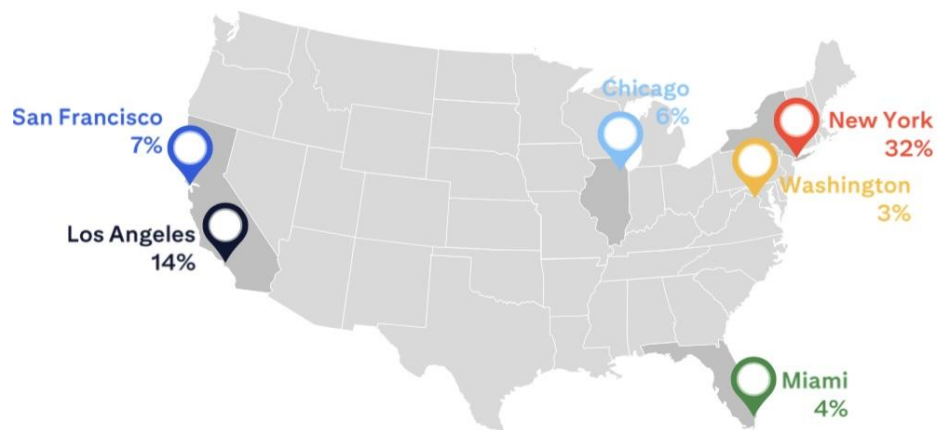 San Francisco
7%
Los Angeles
14%
Chicago
6%
New York
32%
Washington
3%
Miami
4%